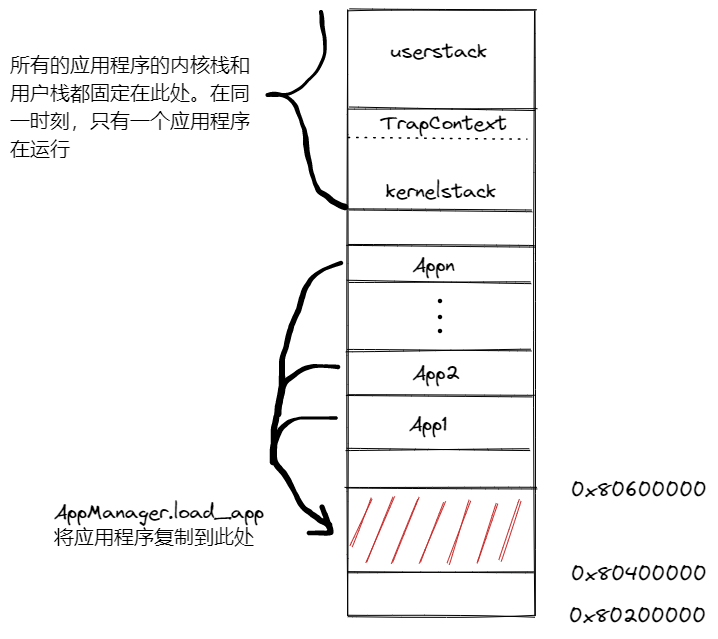 所有的应用程序的内核栈和
用户栈都固定在此处。在同
一时刻，只有一个应用程序
在运行
userstack
TrapContext
kernelstack
Appn
App2
App1
AppManager.load_app
将应用程序复制到此处
0x80600000
0x80400000
0x80200000